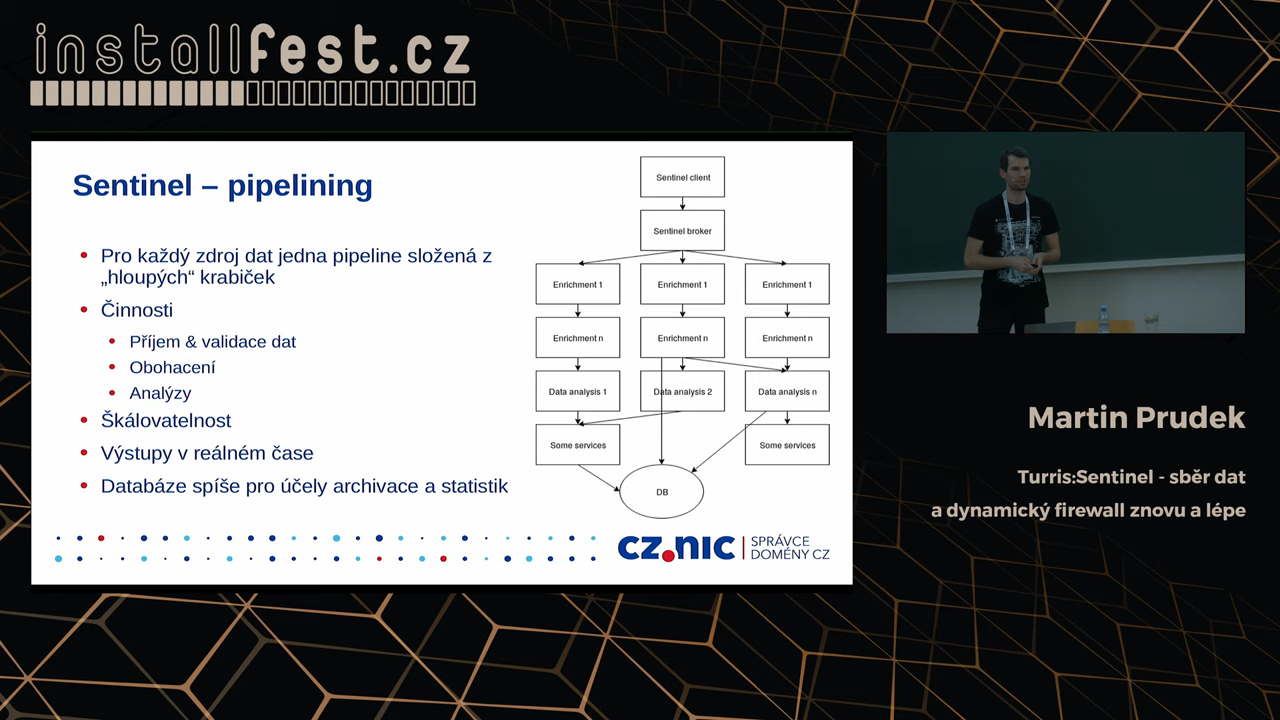 installfest.cz
Sentinel – pipelining
Pro každý zdroj dat jedna pipeline složená z
„hloupých“ krabiček
Činnosti
Příjem & validace dat
Obohacení
Analýzy
Škálovatelnost
Výstupy v reálném čase
Databáze spíše pro účely archivace a statistik
Sentinel client
Sentinel broker
Enrichment 1
Enrichment 1
Enrichment 1
Enrichment n
Enrichment n
Enrichment n
Data analysis 1
Data analysis 2
Data analysis n
Some services
Some services
DB
cz.nic
SPRÁVCE
DOMÉNY CZ
Martin Prudek
Turris:Sentinel - sběr dat
a dynamický firewall znovu a lépe